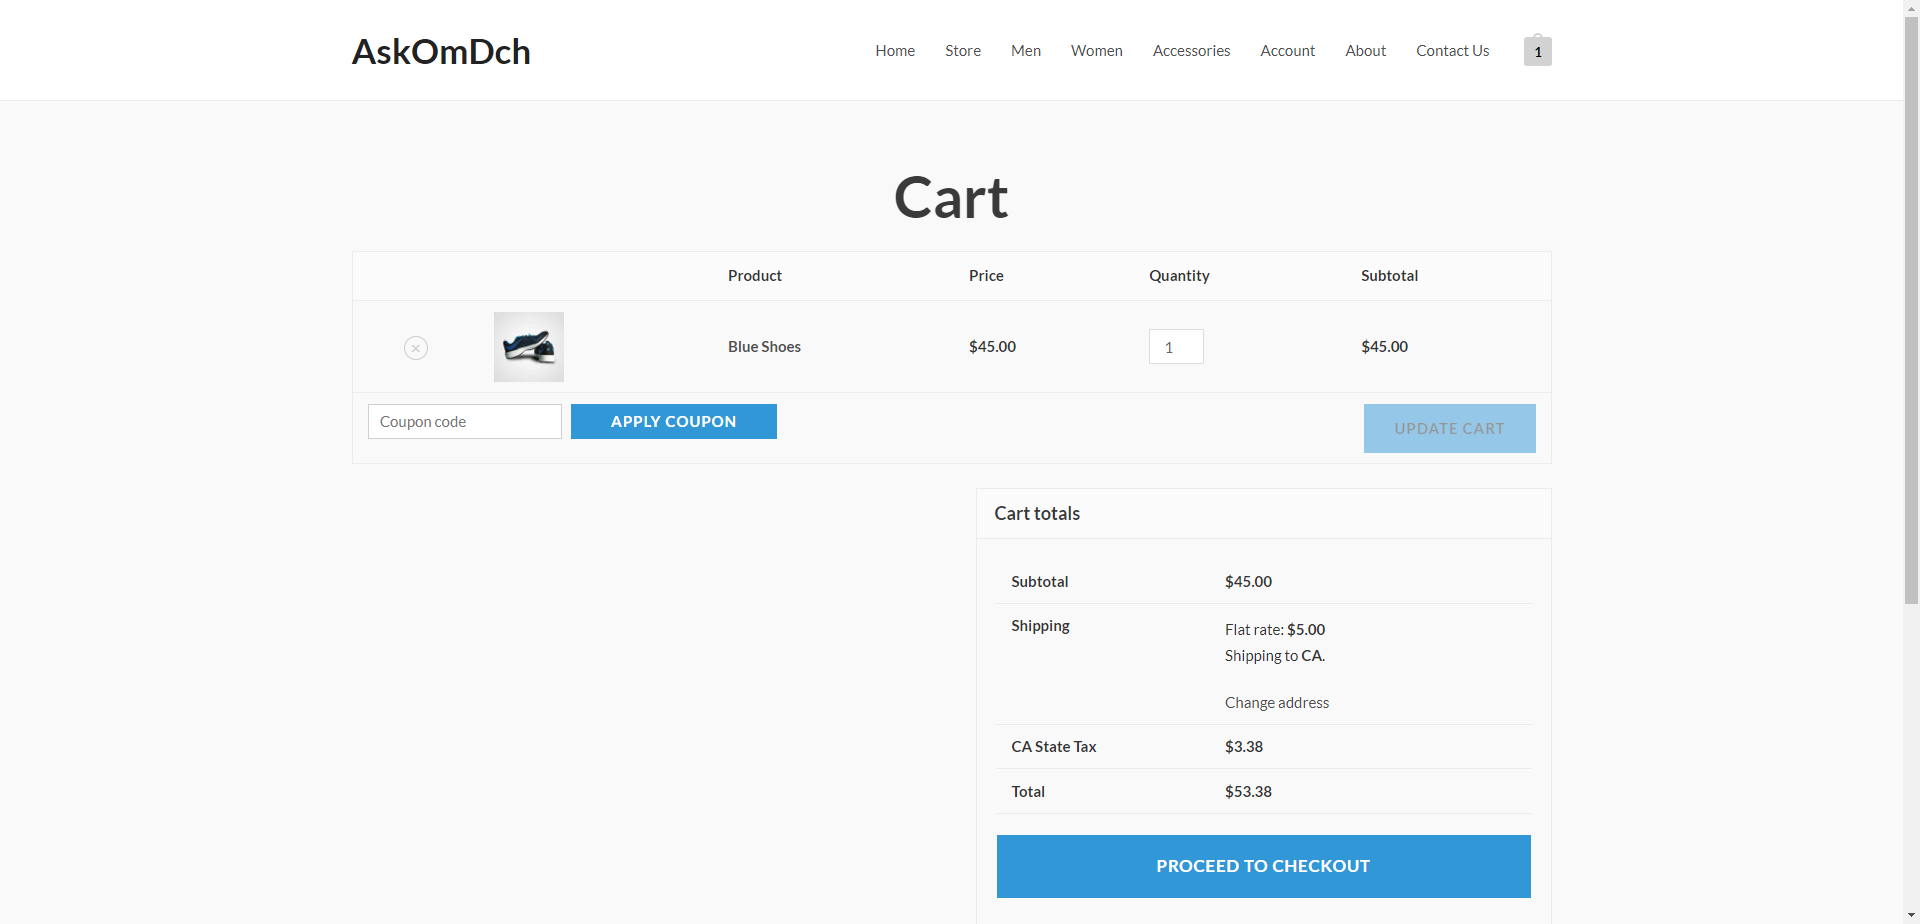 AskOmDch
Home Store Men Women Accessories Account About Contact Us 1
Cart
Product Price Quantity Subtotal
× Blue Shoes $45.00 1 $45.00
Coupon code APPLY COUPON UPDATE CART
Cart totals
Subtotal $45.00
Shipping Flat rate: $5.00
Shipping to CA.
Change address
CA State Tax $3.38
Total $53.38
PROCEED TO CHECKOUT